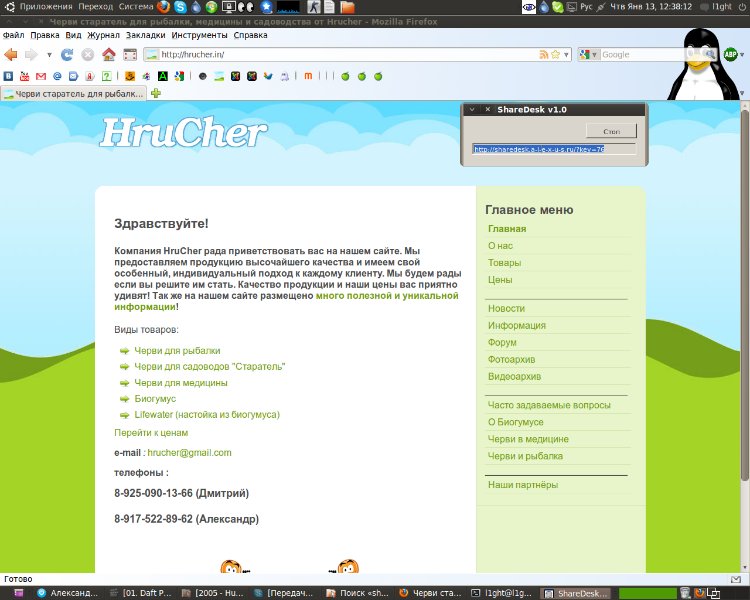 Приложения Переход Система
Рус
Чтв Янв 13, 12:38:12
l1ght
Черви старатель для рыбалки, медицины и садоводства от Hrucher - Mozilla Firefox
Файл Правка Вид Журнал Закладки Инструменты Справка
http://hrucher.in/
Google
ABP
Черви старатель для рыбалк...
HruCher
ShareDesk v1.0
Стоп
http://sharedesk.a-l-e-x-u-s.ru/?key=76
Здравствуйте!
Компания HruCher рада приветствовать вас на нашем сайте. Мы
предоставляем продукцию высочайшего качества и имеем свой
особенный, индивидуальный подход к каждому клиенту. Мы будем рады
если вы решите им стать. Качество продукции и наши цены вас приятно
удивят! Так же на нашем сайте размещено много полезной и уникальной
информации!
Виды товаров:
Черви для рыбалки
Черви для садоводов "Старатель"
Черви для медицины
Биогумус
Lifewater (настойка из биогумуса)
Перейти к ценам
e-mail : hrucher@gmail.com
телефоны :
8-925-090-13-66 (Дмитрий)
8-917-522-89-62 (Александр)
Главное меню
Главная
О нас
Товары
Цены
Новости
Информация
Форум
Фотоархив
Видеоархив
Часто задаваемые вопросы
О Биогумусе
Черви в медицине
Черви и рыбалка
Наши партнёры
Готово
Александ...
[01. Daft P...
[2005 - Hu...
[Передач...
Поиск «sh...
Черви ста...
l1ght@l1g...
ShareDesk...